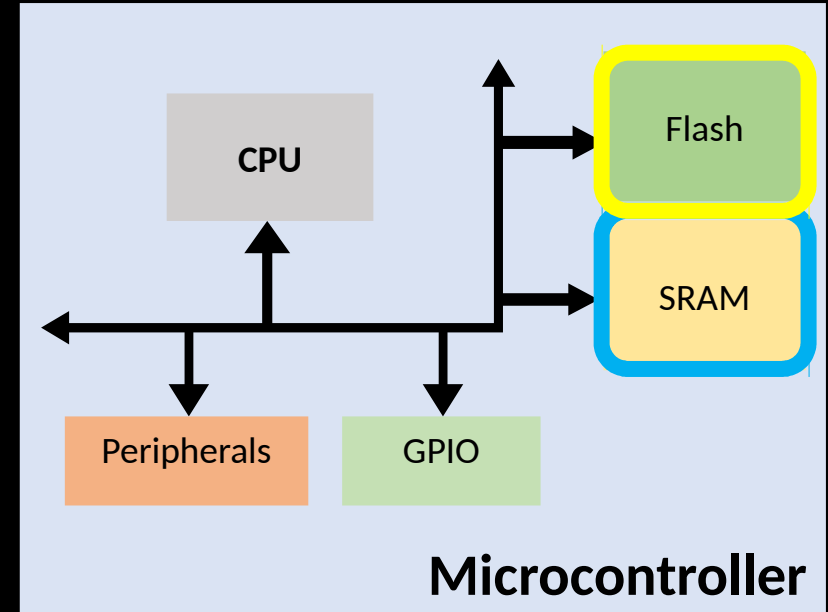 Flash
CPU
SRAM
Peripherals
GPIO
Microcontroller